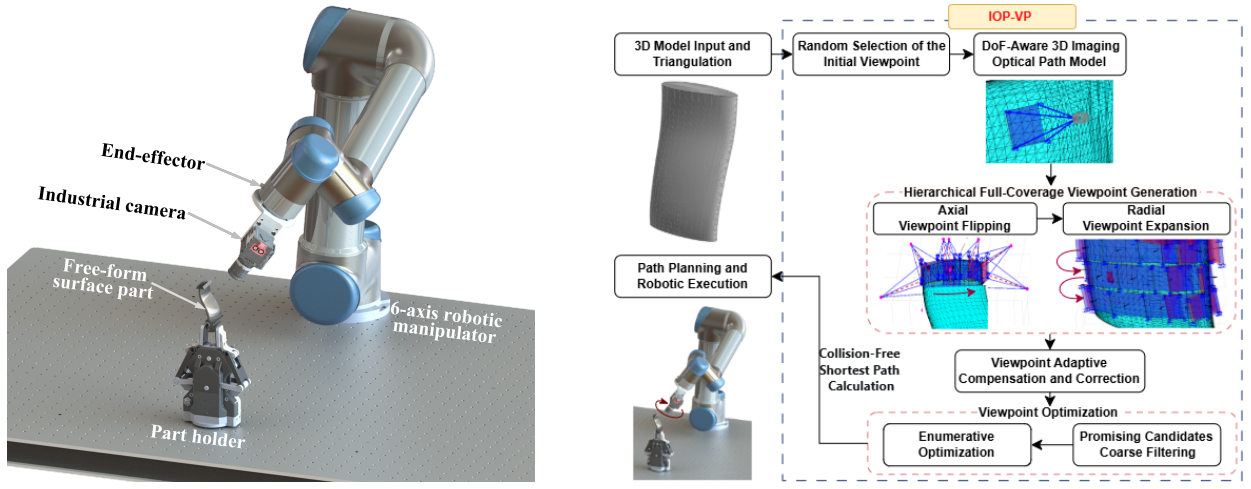 End-effector
Industrial camera
Free-form
surface part
6-axis robotic
manipulator
Part holder
IOP-VP
3D Model Input and
Triangulation
Random Selection of the
Initial Viewpoint
DoF-Aware 3D Imaging
Optical Path Model
Hierarchical Full-Coverage Viewpoint Generation
Axial
Viewpoint Flipping
Radial
Viewpoint Expansion
Path Planning and
Robotic Execution
Collision-Free
Shortest Path
Calculation
Viewpoint Adaptive
Compensation and Correction
Viewpoint Optimization
Enumerative
Optimization
Promising Candidates
Coarse Filtering